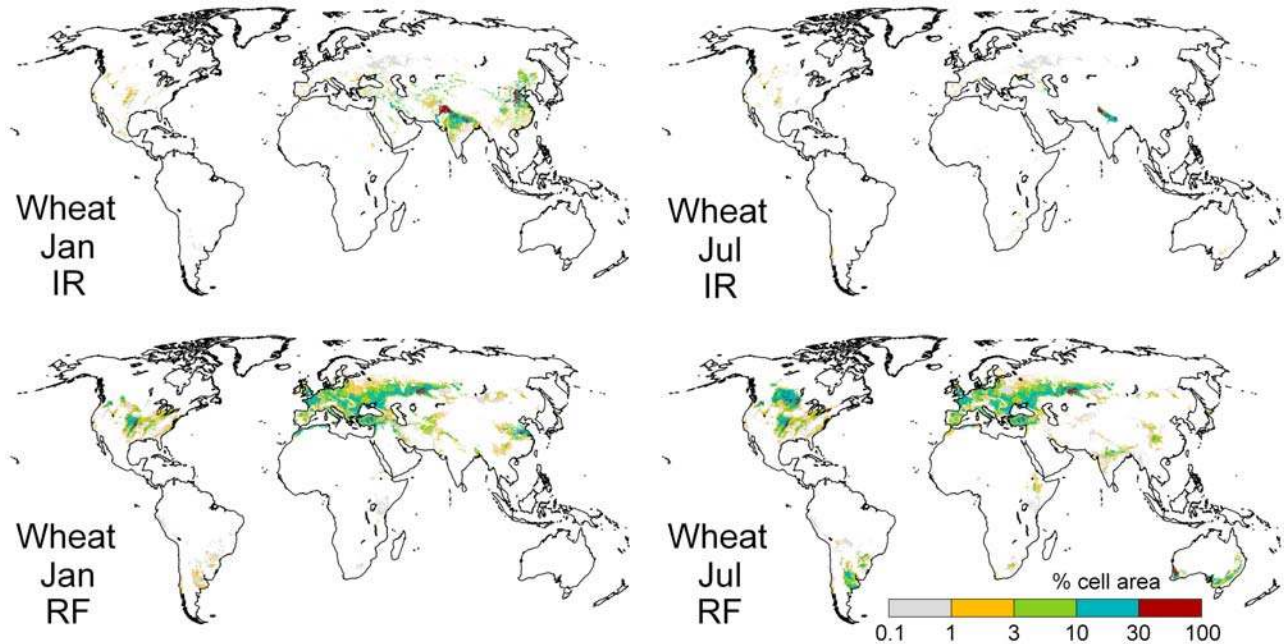 Wheat
Jan
IR
Wheat
Jul
IR
Wheat
Jan
RF
Wheat
Jul
RF
% cell area
0.1 1 3 10 30 100